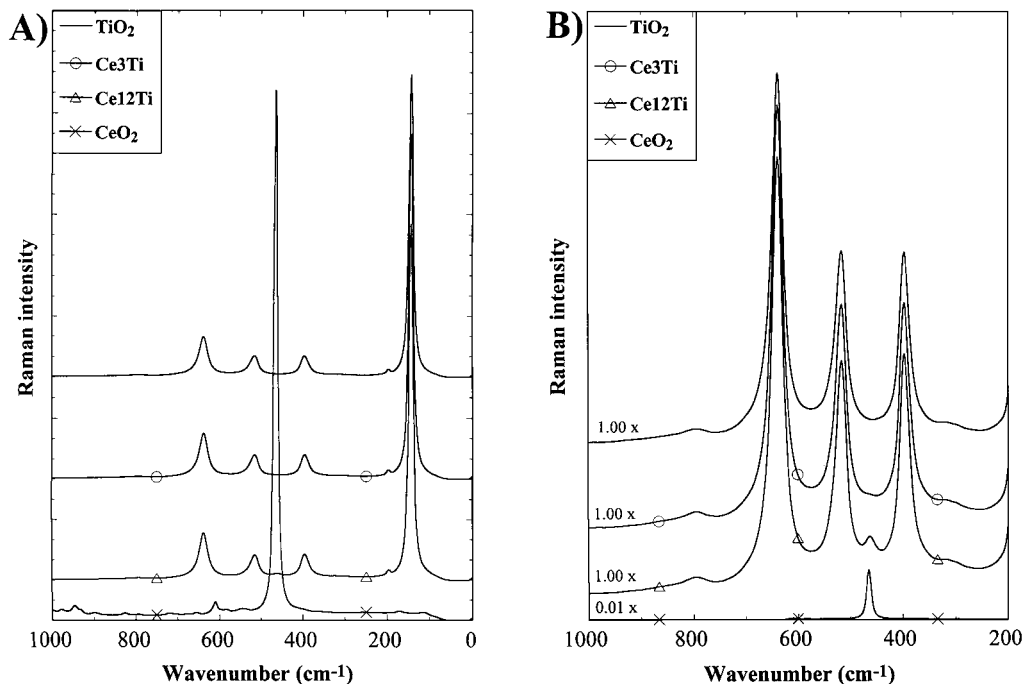 A)
TiO2
Ce3Ti
Ce12Ti
CeO2
Raman intensity
1000 800 600 400 200 0
Wavenumber (cm-1)
B)
TiO2
Ce3Ti
Ce12Ti
CeO2
Raman intensity
1.00 x
1.00 x
1.00 x
0.01 x
1000 800 600 400 200
Wavenumber (cm-1)